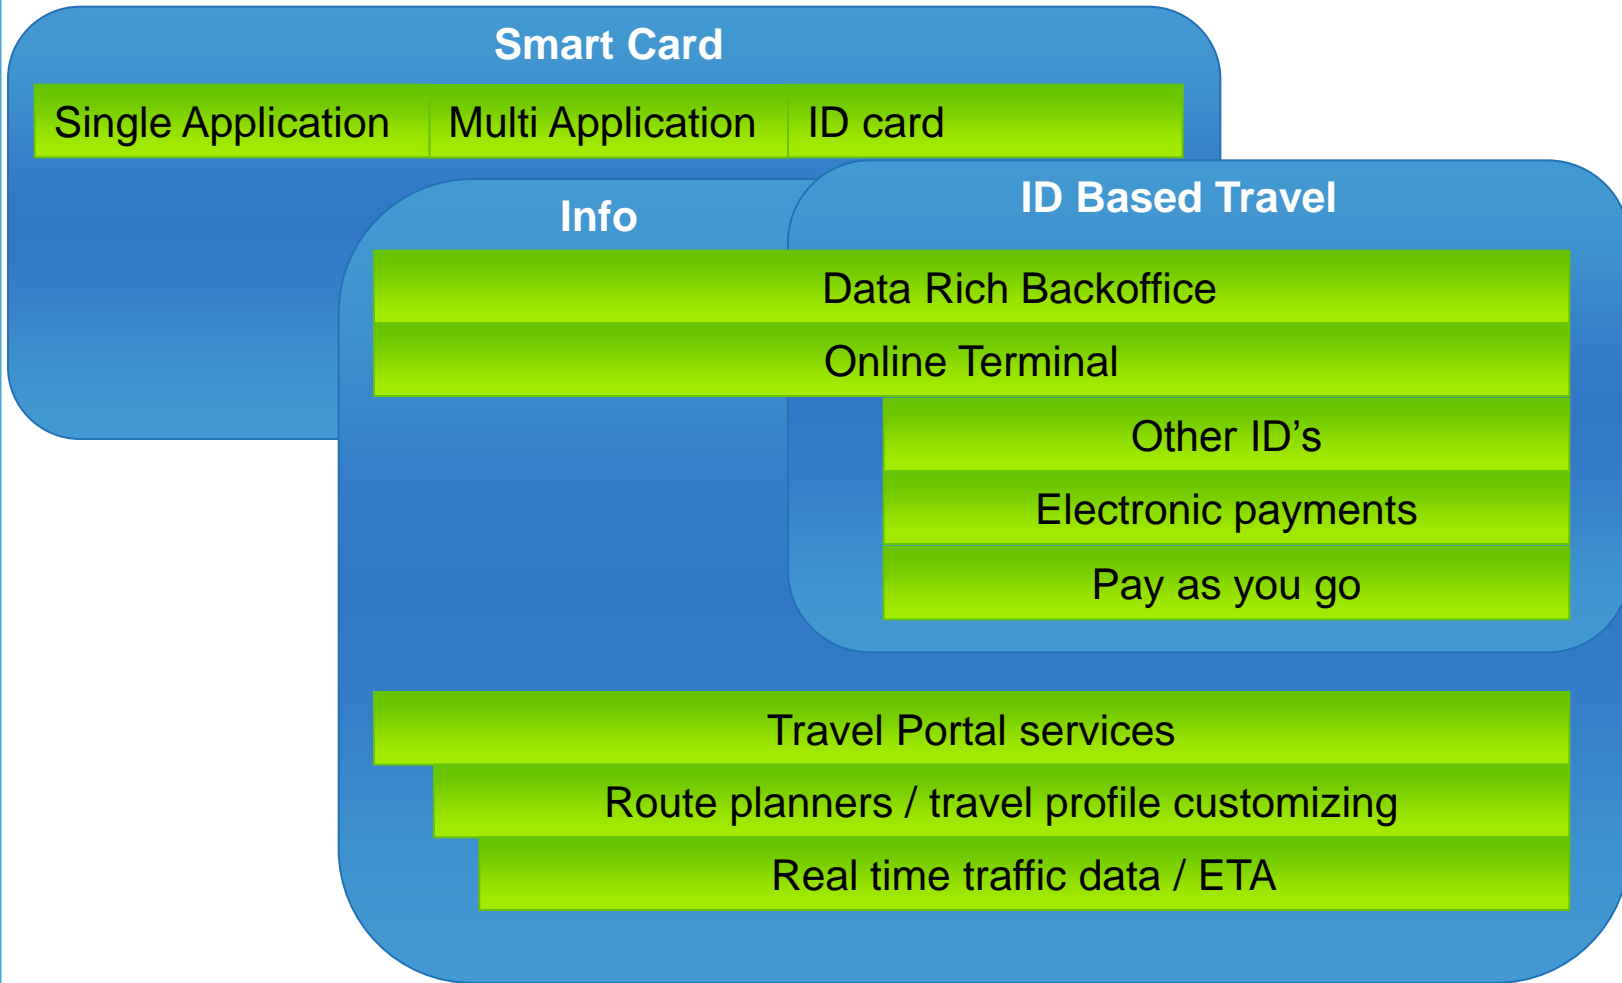 Smart Card
Single Application Multi Application ID card
Info
ID Based Travel
Data Rich Backoffice
Online Terminal
Other ID’s
Electronic payments
Pay as you go
Travel Portal services
Route planners / travel profile customizing
Real time traffic data / ETA